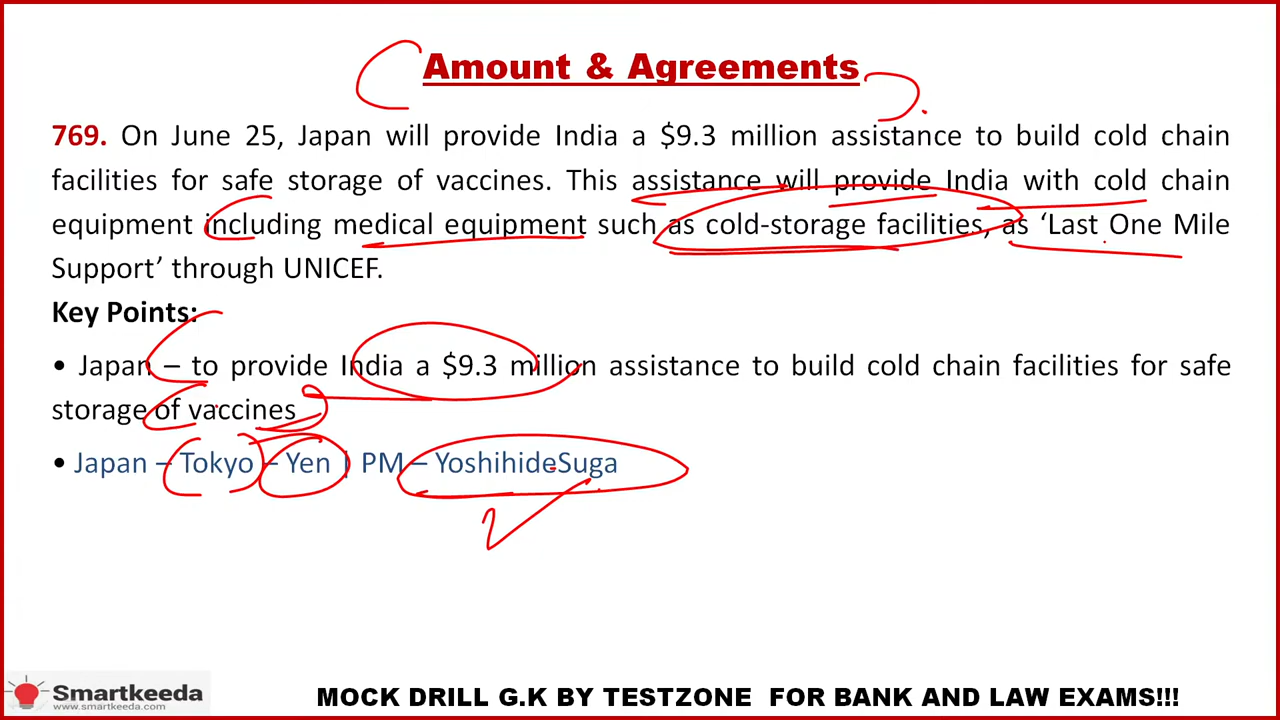 Amount & Agreements
769. On June 25, Japan will provide India a $9.3 million assistance to build cold chain
facilities for safe storage of vaccines. This assistance will provide India with cold chain
equipment including medical equipment such as cold-storage facilities, as ‘Last One Mile
Support’ through UNICEF.
Key Points:
• Japan – to provide India a $9.3 million assistance to build cold chain facilities for safe
storage of vaccines
• Japan – Tokyo – Yen | PM – YoshihideSuga
Smartkeeda
www.smartkeeda.com
MOCK DRILL G.K BY TESTZONE FOR BANK AND LAW EXAMS!!!